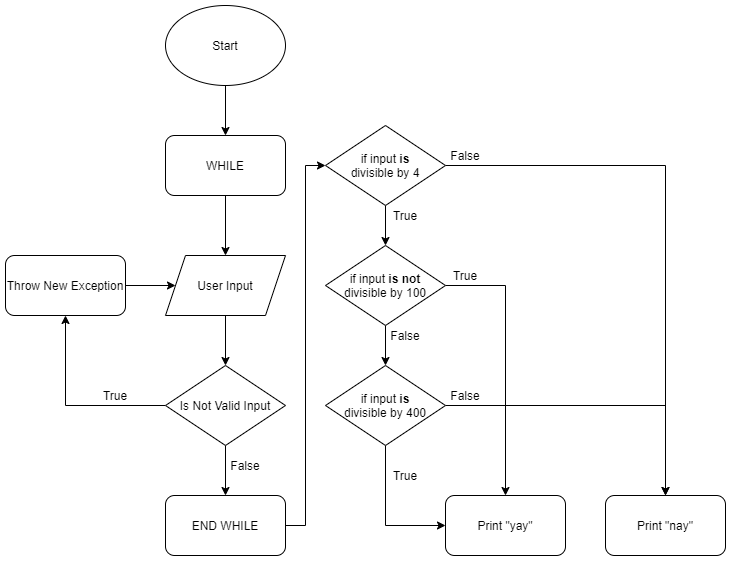 Start
WHILE
User Input
Throw New Exception
Is Not Valid Input
True
False
END WHILE
if input is
divisible by 4
False
True
if input is not
divisible by 100
True
False
if input is
divisible by 400
False
True
Print "yay"
Print "nay"